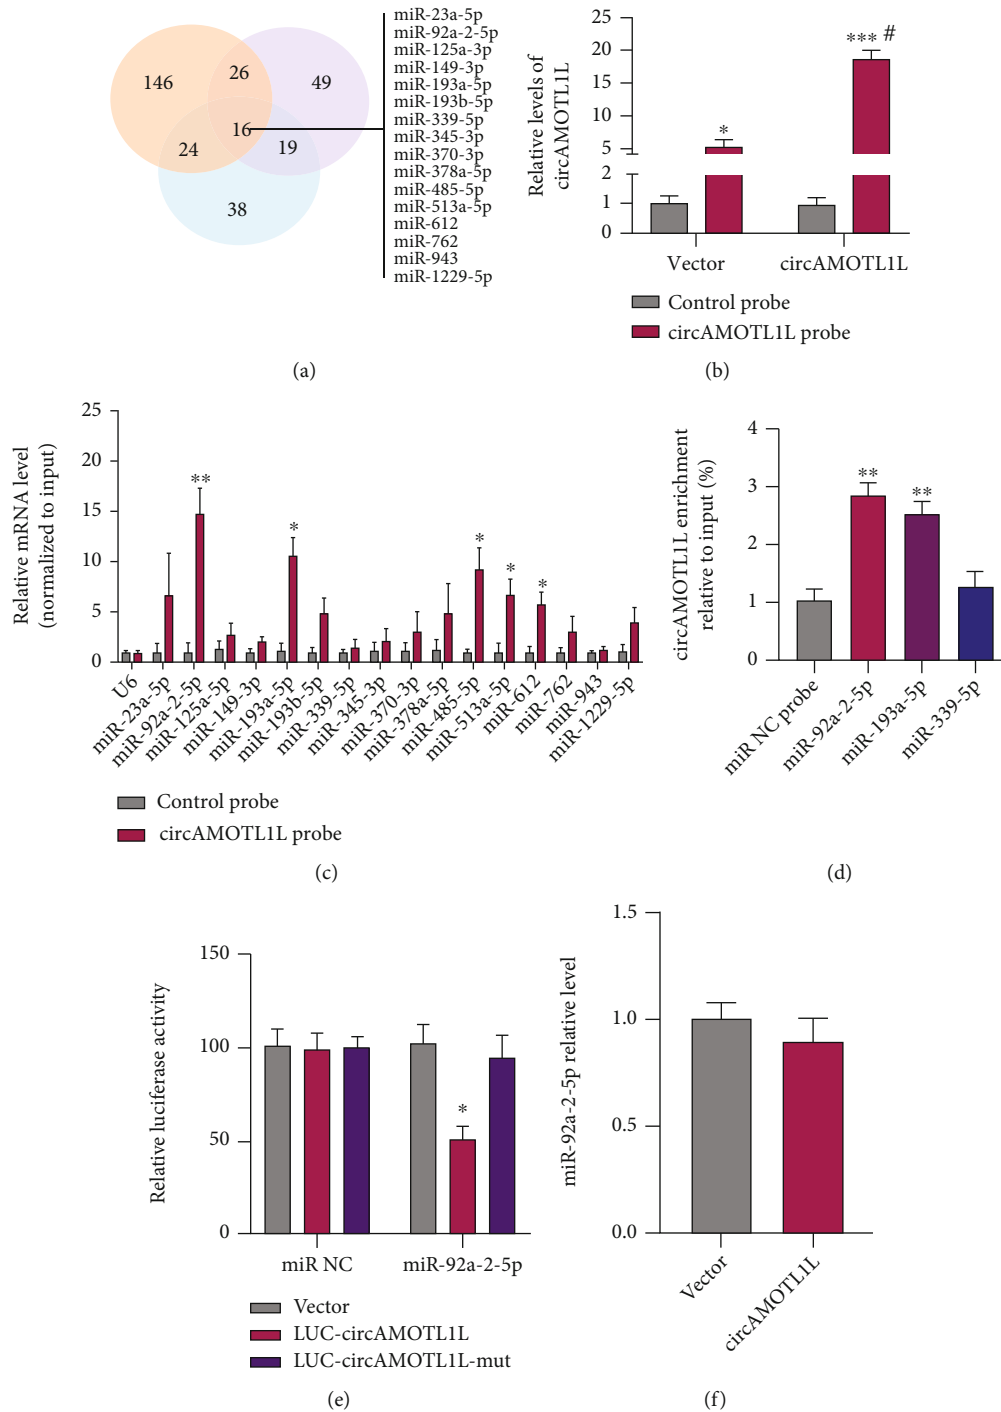 146
26
49
16
24
19
38
miR-23a-5p
miR-92a-2-5p
miR-125a-3p
miR-149-3p
miR-193a-5p
miR-193b-5p
miR-339-5p
miR-345-3p
miR-370-3p
miR-378a-5p
miR-485-5p
miR-513a-5p
miR-612
miR-762
miR-943
miR-1229-5p
(a)
Relative levels of
circAMOTL1L
25
20
15
10
5
2
1
0
*
*** #
Vector
circAMOTL1L
Control probe
circAMOTL1L probe
(b)
Relative mRNA level
(normalized to input)
25
20
15
10
5
0
**
*
*
*
*
U6
miR-23a-5p
miR-92a-2-5p
miR-125a-5p
miR-149-3p
miR-193a-5p
miR-193b-5p
miR-339-5p
miR-345-3p
miR-370-3p
miR-378a-5p
miR-485-5p
miR-513a-5p
miR-612
miR-762
miR-943
miR-1229-5p
Control probe
circAMOTL1L probe
(c)
circAMOTL1L enrichment
relative to input (%)
4
3
2
1
0
**
**
miR NC probe
miR-92a-2-5p
miR-193a-5p
miR-339-5p
(d)
Relative luciferase activity
150
100
50
0
*
miR NC
miR-92a-2-5p
Vector
LUC-circAMOTL1L
LUC-circAMOTL1L-mut
(e)
miR-92a-2-5p relative level
1.5
1.0
0.5
0.0
Vector
circAMOTL1L
(f)